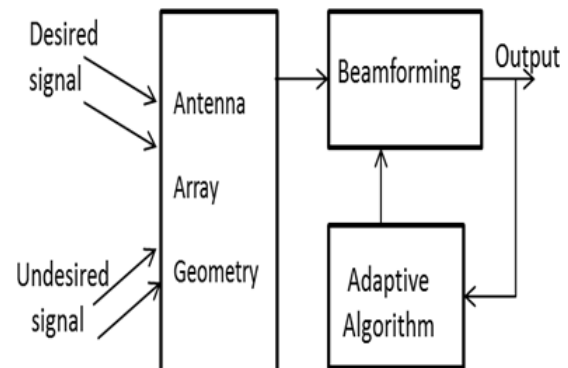 Desired
signal
Antenna
Array
Geometry
Undesired
signal
Beamforming
Output
Adaptive
Algorithm